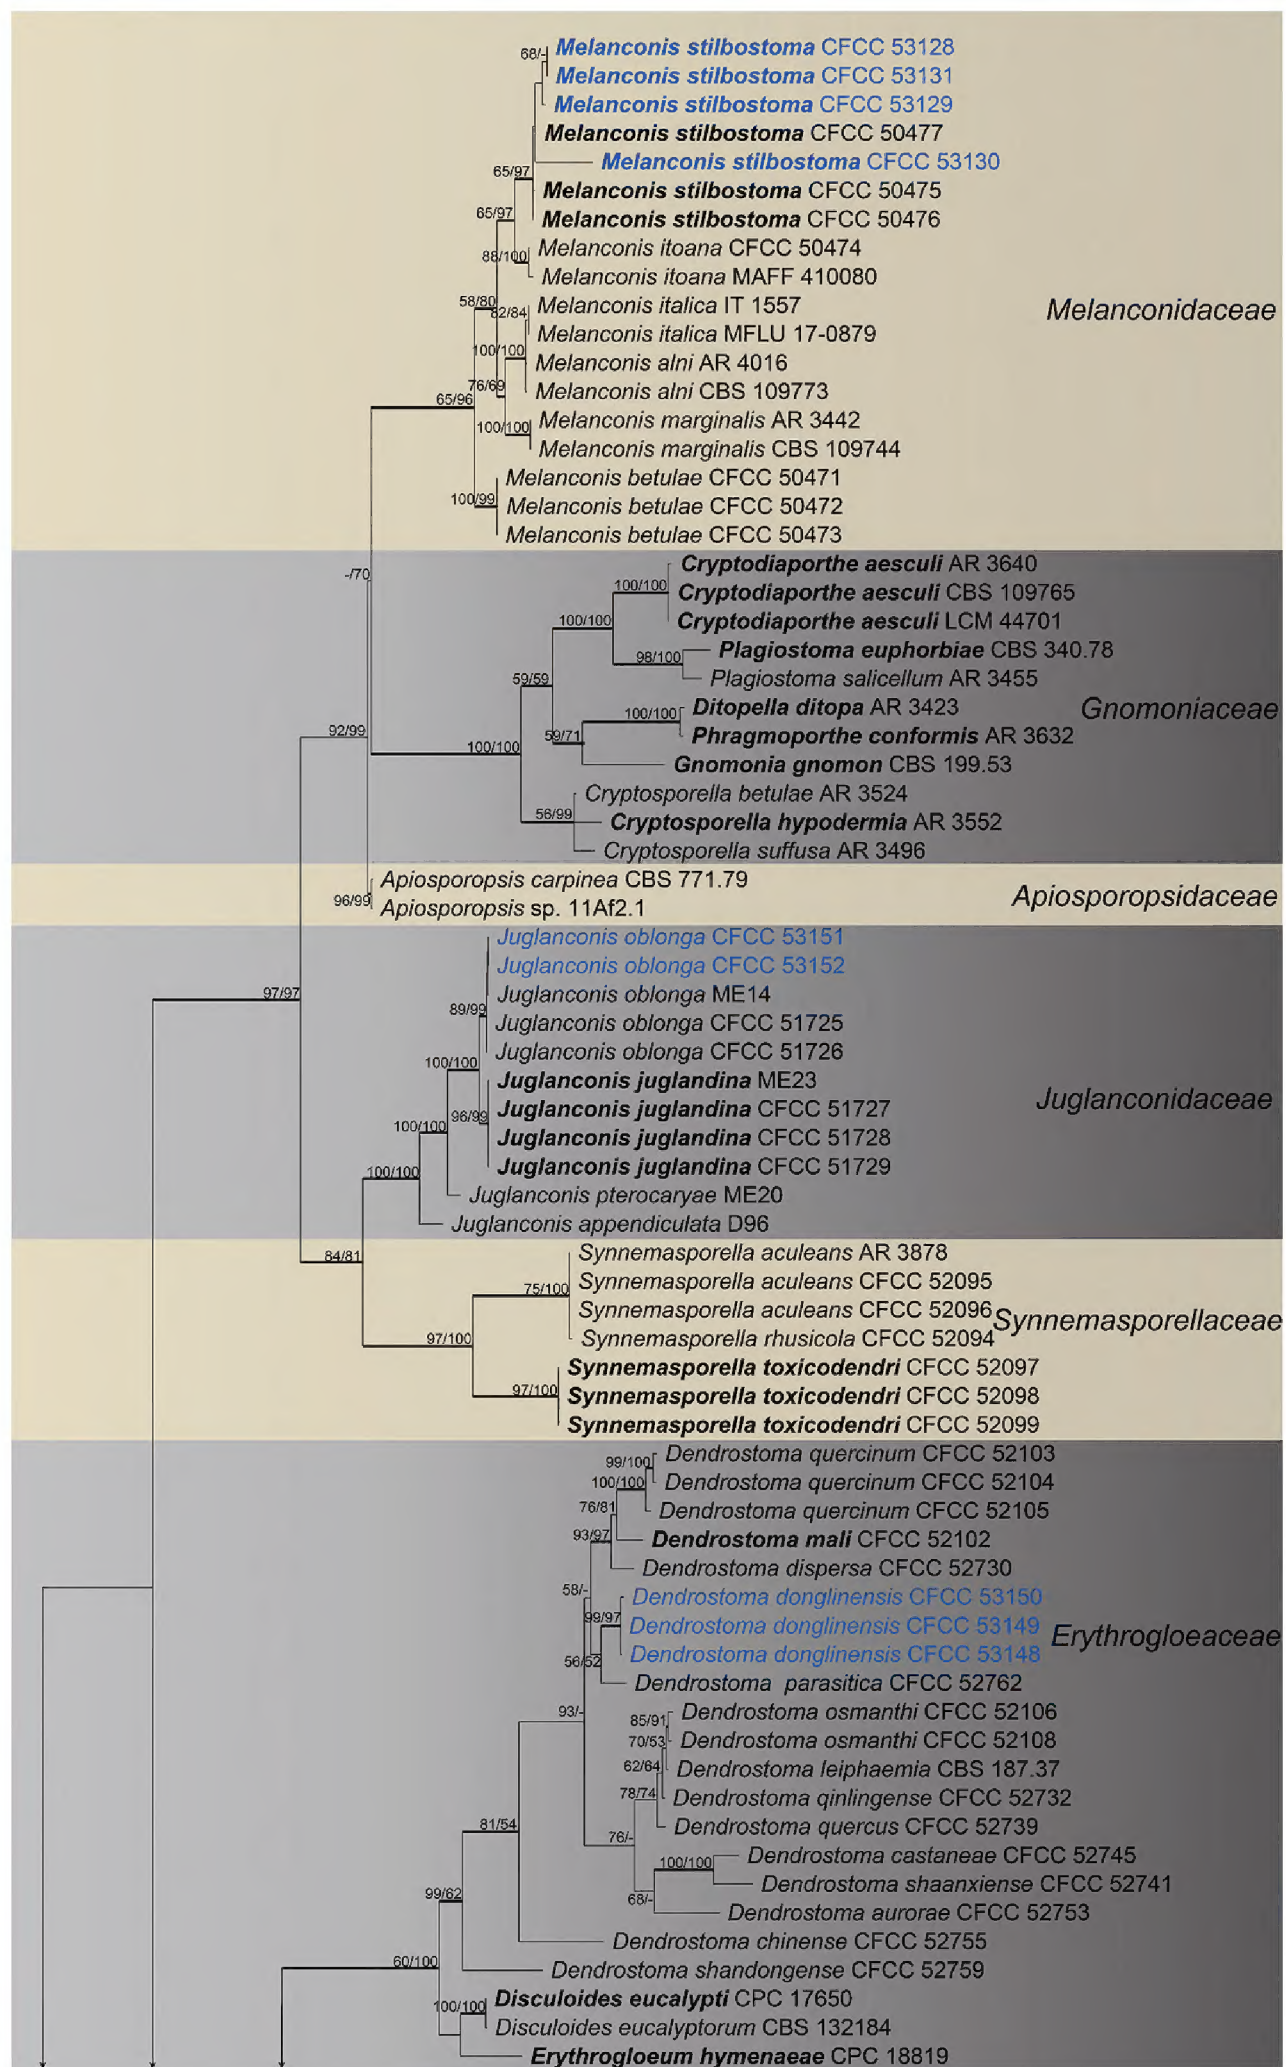 Melanconis stilbostoma CFCC 53128
68/-
Melanconis stilbostoma CFCC 53131
Melanconis stilbostoma CFCC 53129
Melanconis stilbostoma CFCC 50477
Melanconis stilbostoma CFCC 53130
65/97
Melanconis stilbostoma CFCC 50475
65/97
Melanconis stilbostoma CFCC 50476
Melanconis itoana CFCC 50474
88/100
Melanconis itoana MAFF 410080
58/80
Melanconis italica IT 1557
Melanconidaceae
82/84
Melanconis italica MFLU 17-0879
100/100
Melanconis alni AR 4016
76/69
Melanconis alni CBS 109773
65/96
Melanconis marginalis AR 3442
100/100
Melanconis marginalis CBS 109744
Melanconis betulae CFCC 50471
100/99
Melanconis betulae CFCC 50472
Melanconis betulae CFCC 50473
-/70
Cryptodiaporthe aesculi AR 3640
100/100
Cryptodiaporthe aesculi CBS 109765
100/100
Cryptodiaporthe aesculi LCM 44701
Plagiostoma euphorbiae CBS 340.78
98/100
Plagiostoma salicellum AR 3455
59/59
Ditopella ditopa AR 3423
Gnomoniaceae
100/100
Phragmoporthe conformis AR 3632
92/99
59/71
100/100
Gnomonia gnomon CBS 199.53
Cryptosporella betulae AR 3524
56/99
Cryptosporella hypodermia AR 3552
Cryptosporella suffusa AR 3496
Apiosporopsis carpinea CBS 771.79
Apiosporopsidaceae
96/99
Apiosporopsis sp. 11Af2.1
Juglanconis oblonga CFCC 53151
Juglanconis oblonga CFCC 53152
97/97
Juglanconis oblonga ME14
89/99
Juglanconis oblonga CFCC 51725
Juglanconis oblonga CFCC 51726
100/100
Juglanconis juglandina ME23
Juglanconidaceae
96/99
Juglanconis juglandina CFCC 51727
100/100
Juglanconis juglandina CFCC 51728
Juglanconis juglandina CFCC 51729
100/100
Juglanconis pterocaryae ME20
Juglanconis appendiculata D96
84/81
Synnemasporella aculeans AR 3878
75/100
Synnemasporella aculeans CFCC 52095
Synnemasporella aculeans CFCC 52096
Synnemasporellaceae
97/100
Synnemasporella rhusicola CFCC 52094
Synnemasporella toxicodendri CFCC 52097
97/100
Synnemasporella toxicodendri CFCC 52098
Synnemasporella toxicodendri CFCC 52099
Dendrostoma quercinum CFCC 52103
99/100
100/100
Dendrostoma quercinum CFCC 52104
76/81
Dendrostoma quercinum CFCC 52105
93/97
Dendrostoma mali CFCC 52102
Dendrostoma dispersa CFCC 52730
58/-
Dendrostoma donglinensis CFCC 53150
99/97
Dendrostoma donglinensis CFCC 53149
Erythrogloeaceae
56/52
Dendrostoma donglinensis CFCC 53148
Dendrostoma parasitica CFCC 52762
93/-
Dendrostoma osmanthi CFCC 52106
85/91
Dendrostoma osmanthi CFCC 52108
70/53
62/64
Dendrostoma leiphaemia CBS 187.37
78/74
Dendrostoma qinlingense CFCC 52732
81/54
Dendrostoma quercus CFCC 52739
76/-
Dendrostoma castaneae CFCC 52745
100/100
Dendrostoma shaanxiense CFCC 52741
99/62
68/-
Dendrostoma aurorae CFCC 52753
Dendrostoma chinense CFCC 52755
60/100
Dendrostoma shandongense CFCC 52759
Disculoides eucalypti CPC 17650
100/100
Disculoides eucalyptorum CBS 132184
Erythrogloeum hymenaeae CPC 18819